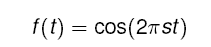 f(t) = cos(2πst)